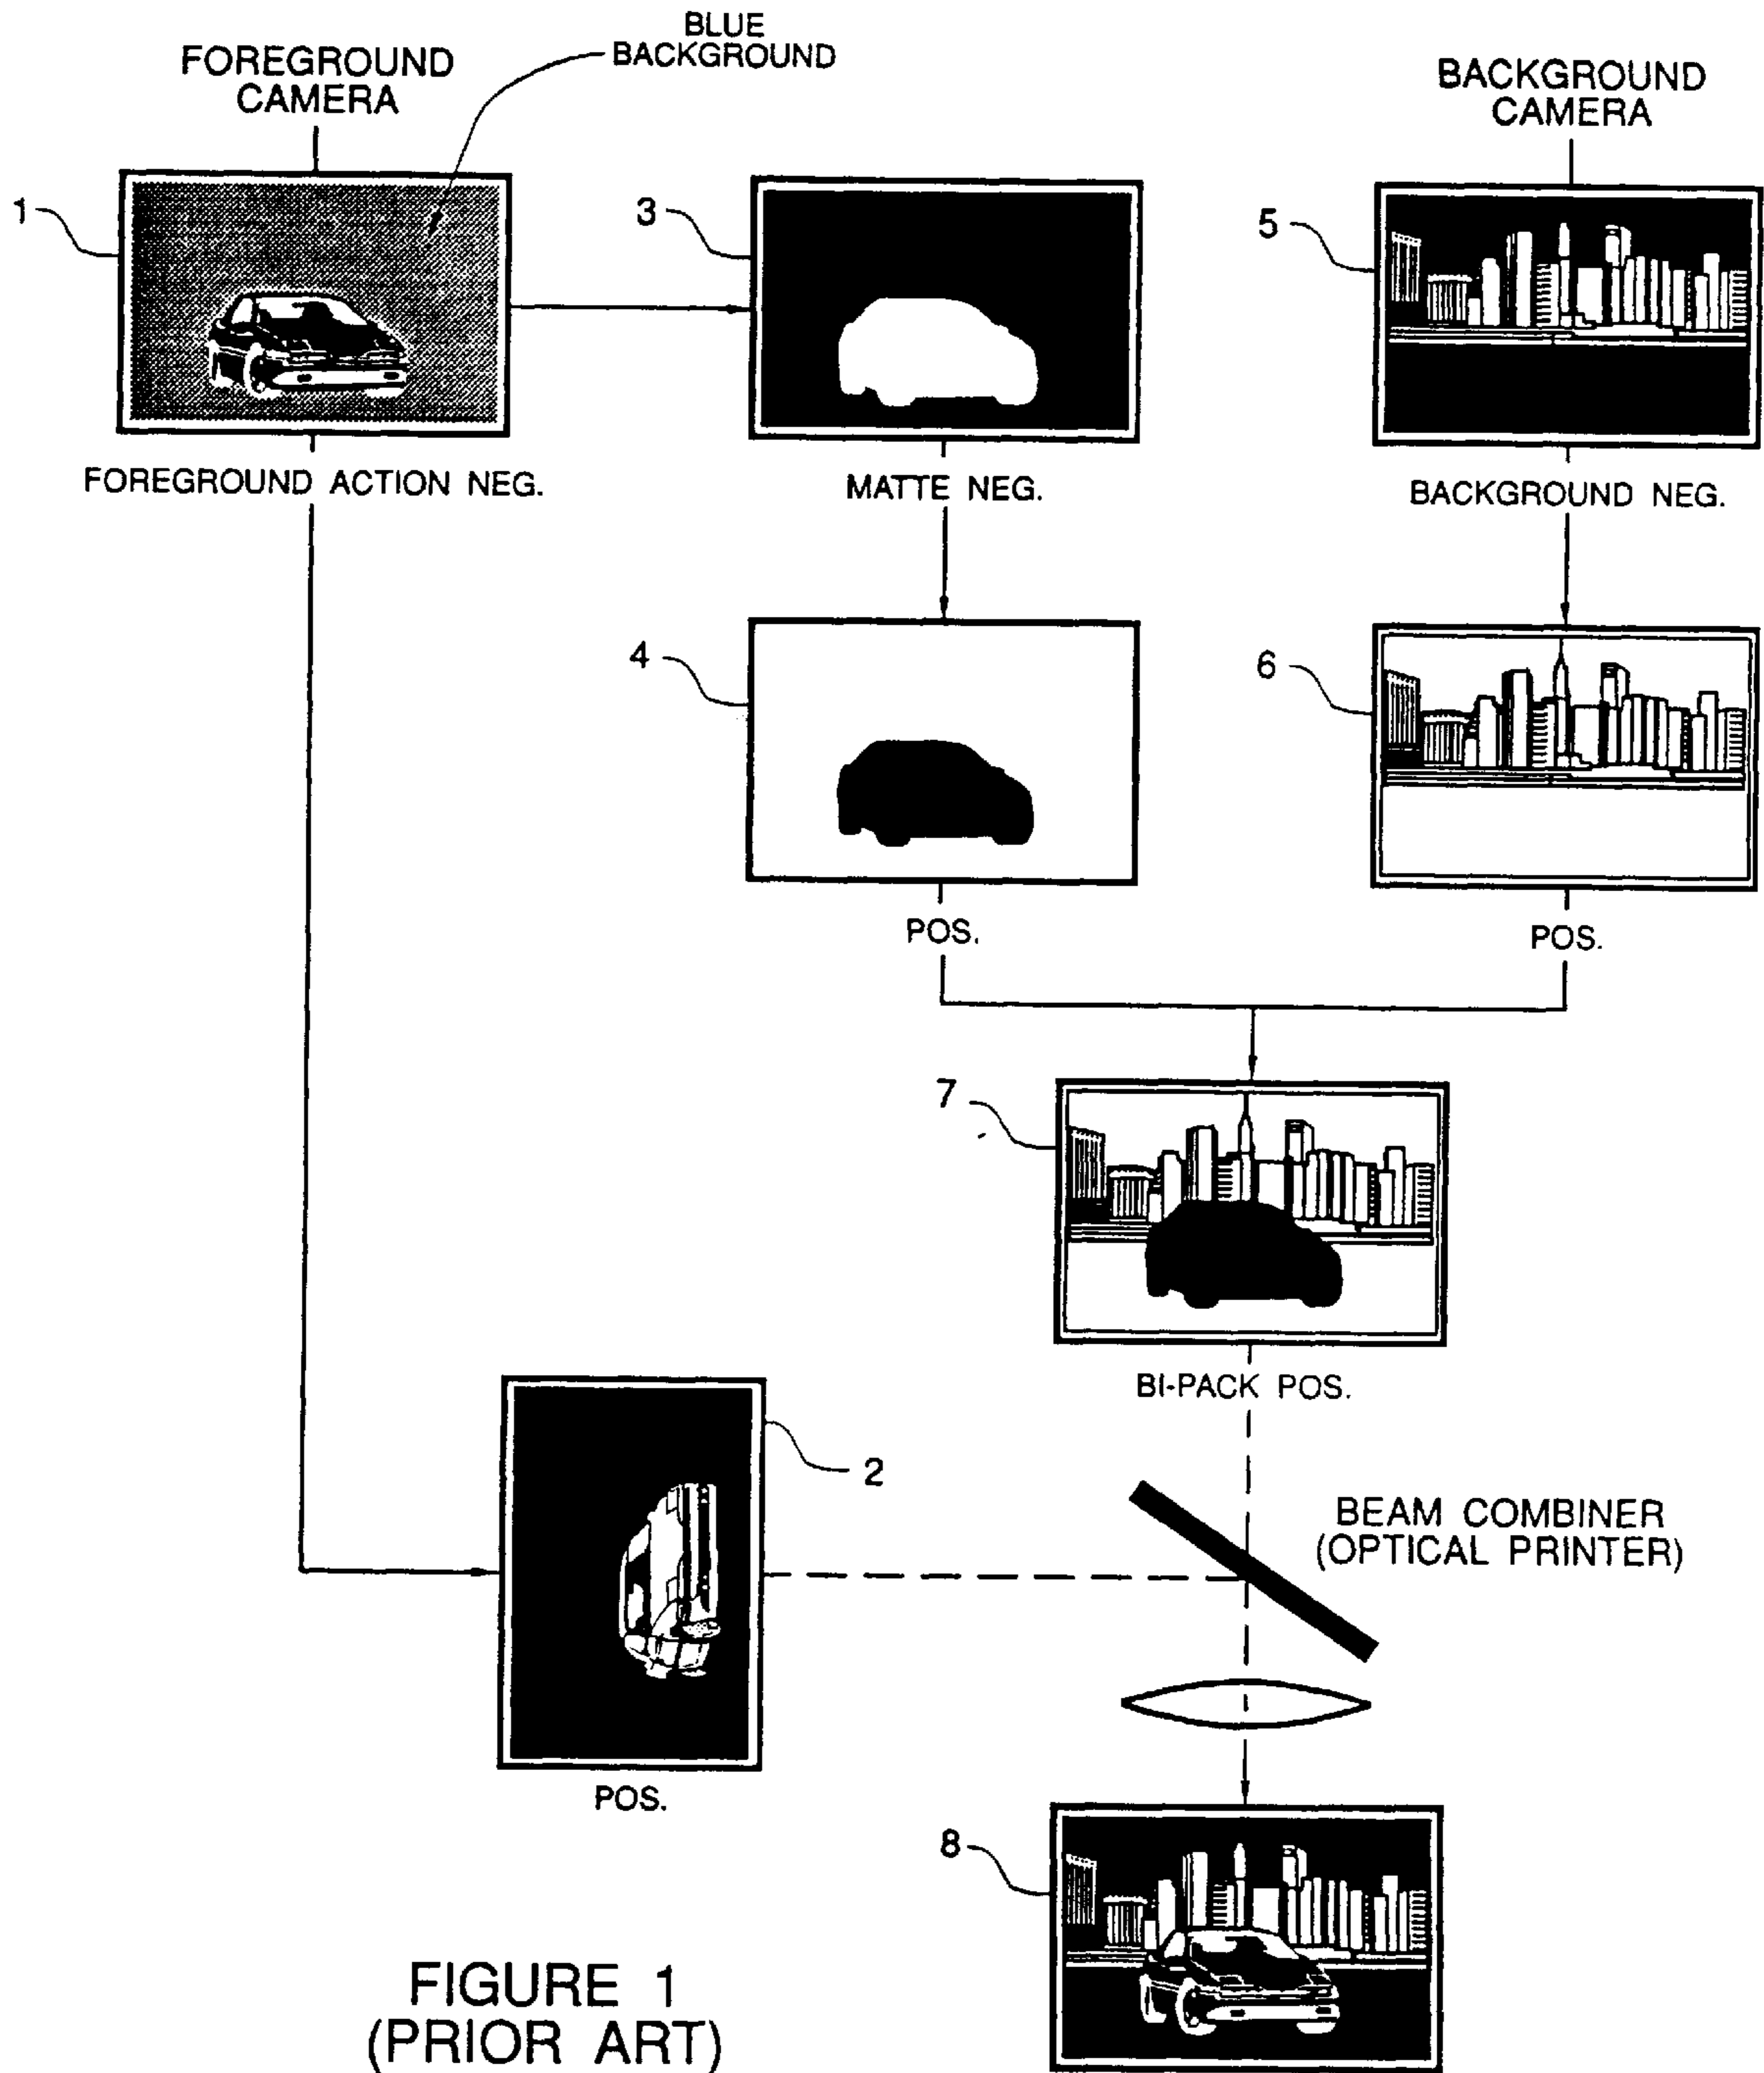 BLUE
BACKGROUND
FOREGROUND
CAMERA
BACKGROUND
CAMERA
1
3
5
FOREGROUND ACTION NEG.
MATTE NEG.
BACKGROUND NEG.
4
6
POS.
POS.
7
BI-PACK POS.
2
BEAM COMBINER
(OPTICAL PRINTER)
POS.
8
FIGURE 1
(PRIOR ART)